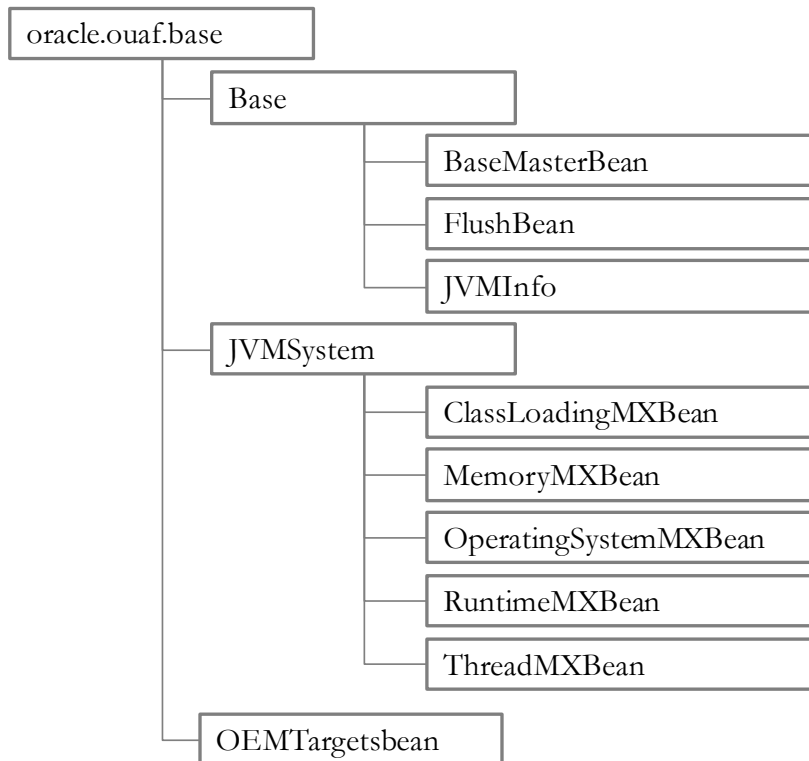 oracle.ouaf.base
Base
BaseMasterBean
FlushBean
JVMInfo
JVMSystem
ClassLoadingMXBean
MemoryMXBean
OperatingSystemMXBean
RuntimeMXBean
ThreadMXBean
OEMTargetsbean